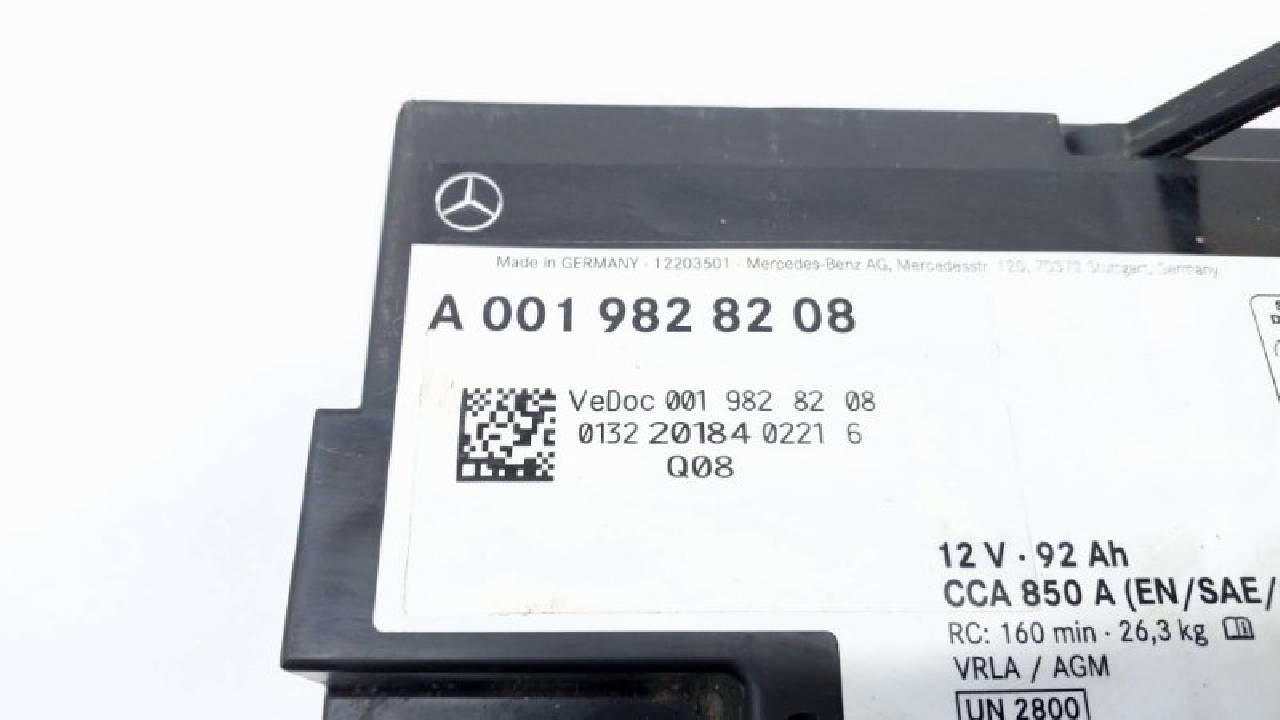 Made in GERMANY · 12203501 · Mercedes-Benz AG, Mercedesstr. 120, 70372 Stuttgart, Germany
A 001 982 82 08
VeDoc 001 982 8 208
0132 20184 0221 6
Q08
12 V · 92 Ah
CCA 850 A (EN/SAE/
RC: 160 min · 26,3 kg
VRLA / AGM
UN 2800